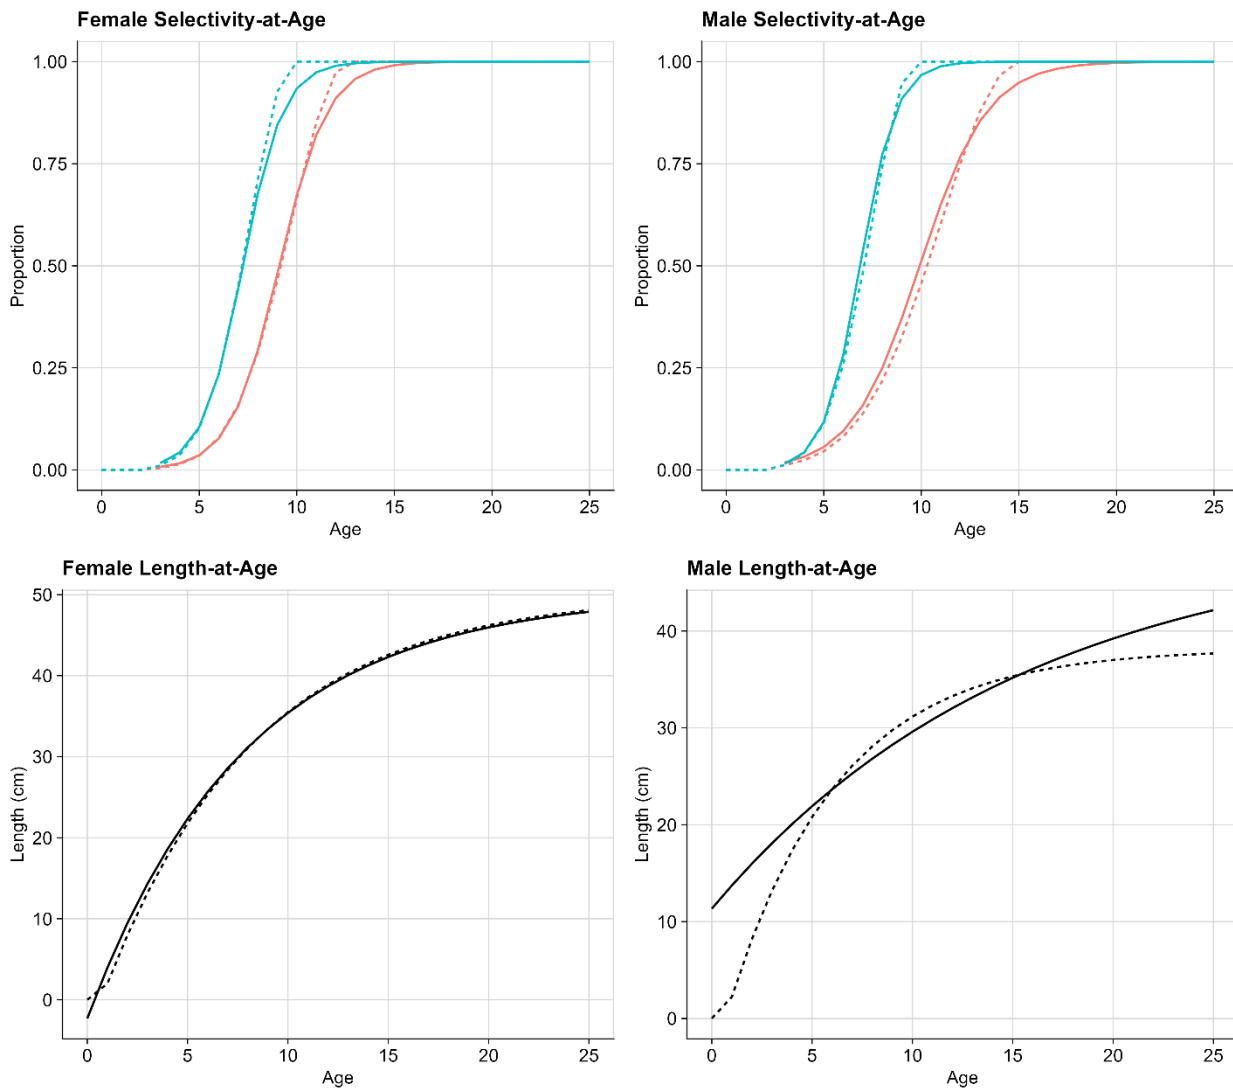 Female Selectivity-at-Age
1.00
0.75
0.50
0.25
0.00
Proportion
0 5 10 15 20 25
Age
Male Selectivity-at-Age
1.00
0.75
0.50
0.25
0.00
Proportion
0 5 10 15 20 25
Age
Female Length-at-Age
50
40
30
20
10
0
Length (cm)
0 5 10 15 20 25
Age
Male Length-at-Age
40
30
20
10
0
Length (cm)
0 5 10 15 20 25
Age